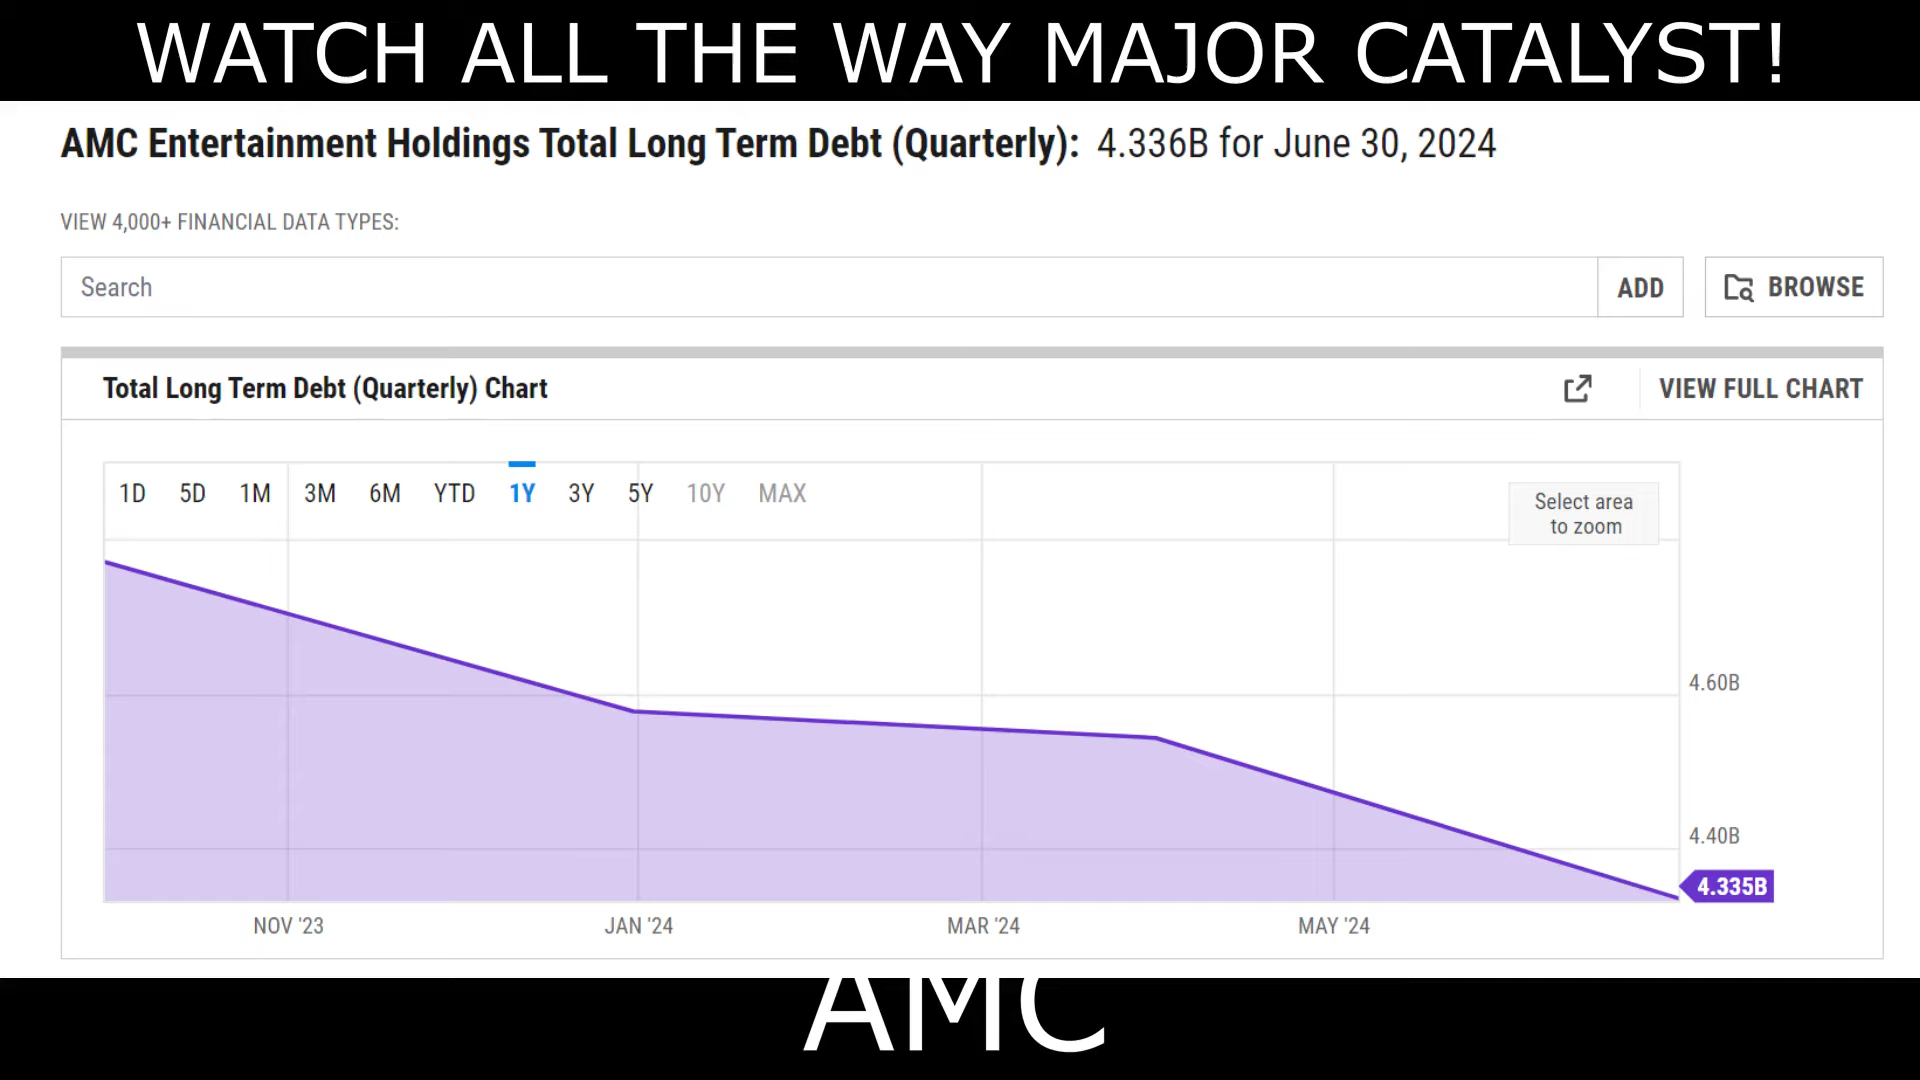 WATCH ALL THE WAY MAJOR CATALYST!
AMC Entertainment Holdings Total Long Term Debt (Quarterly): 4.336B for June 30, 2024
VIEW 4,000+ FINANCIAL DATA TYPES:
Search
ADD
BROWSE
Total Long Term Debt (Quarterly) Chart
VIEW FULL CHART
1D 5D 1M 3M 6M YTD 1Y 3Y 5Y 10Y MAX
Select area
to zoom
4.60B
4.40B
4.335B
NOV '23 JAN '24 MAR '24 MAY '24
AMC